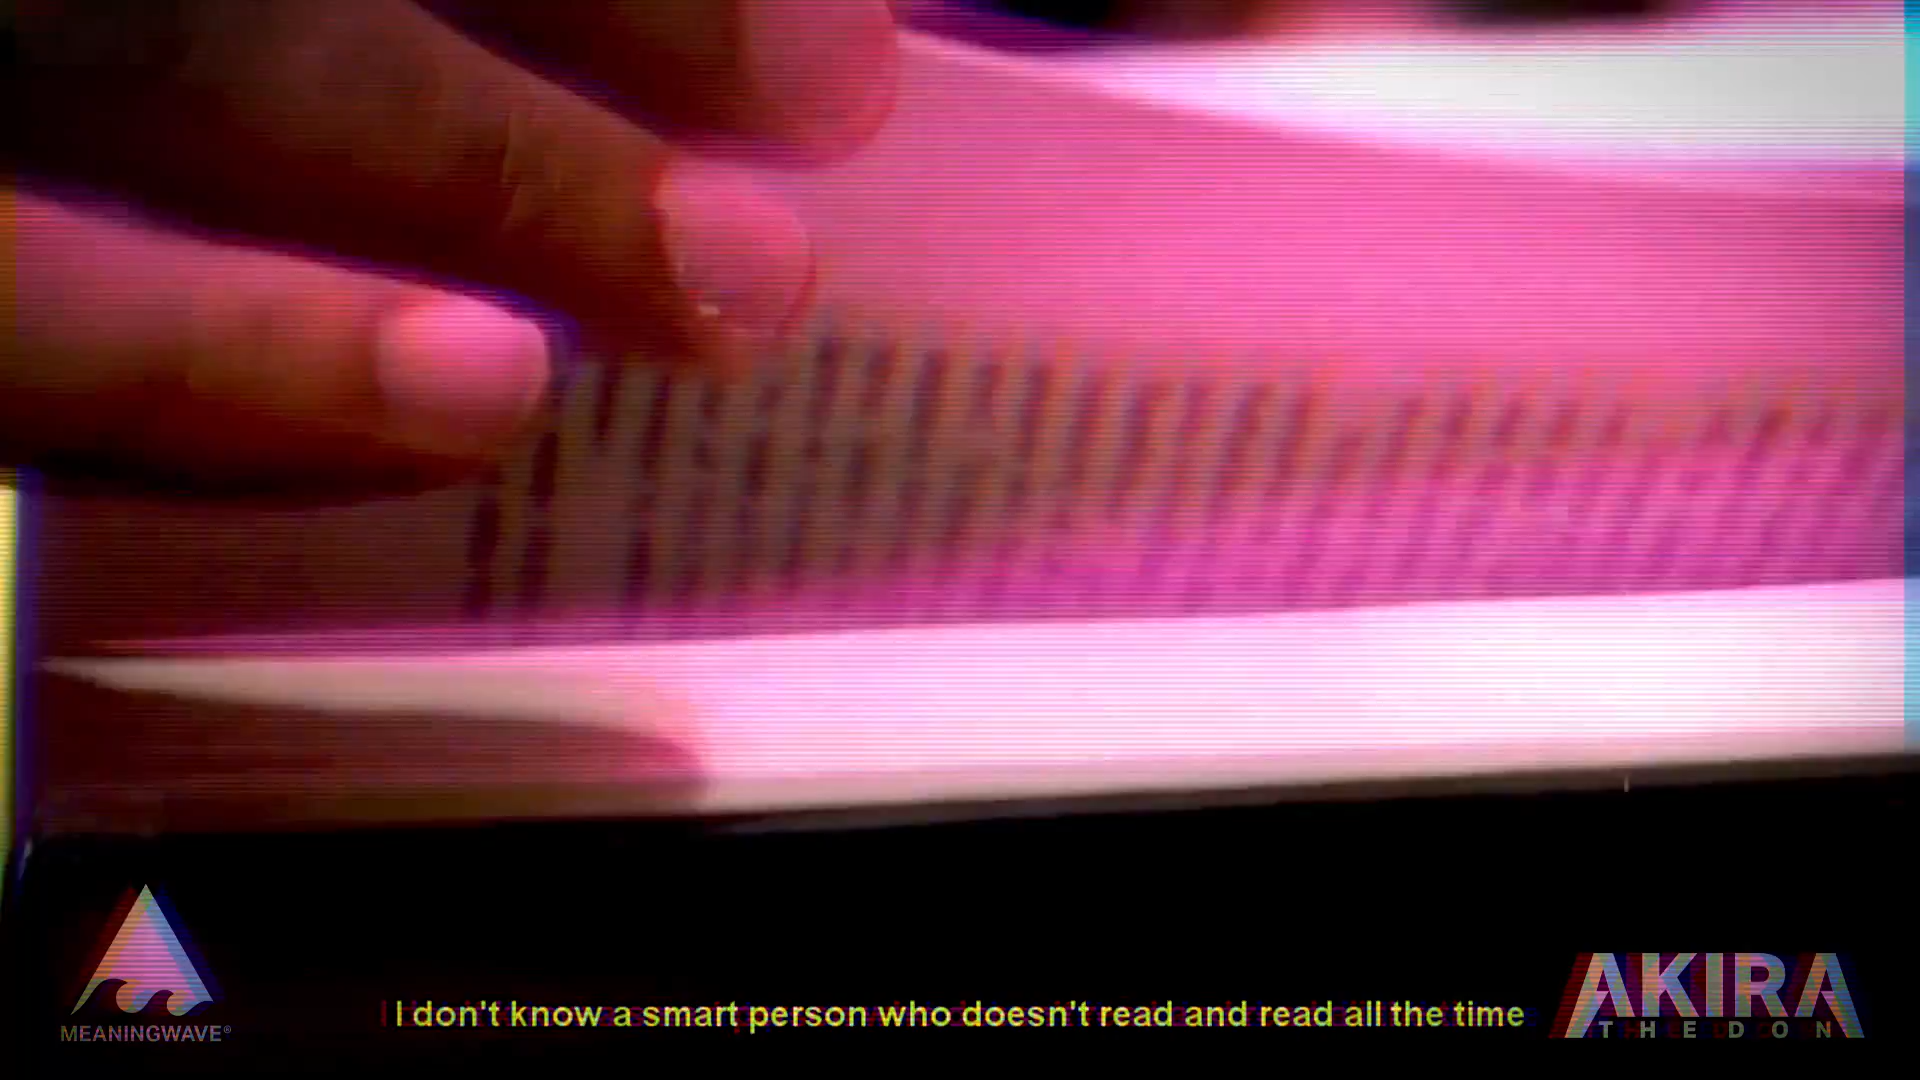 I don't know a smart person who doesn't read and read all the time
MEANINGWAVE®
AKIRA
THE DON